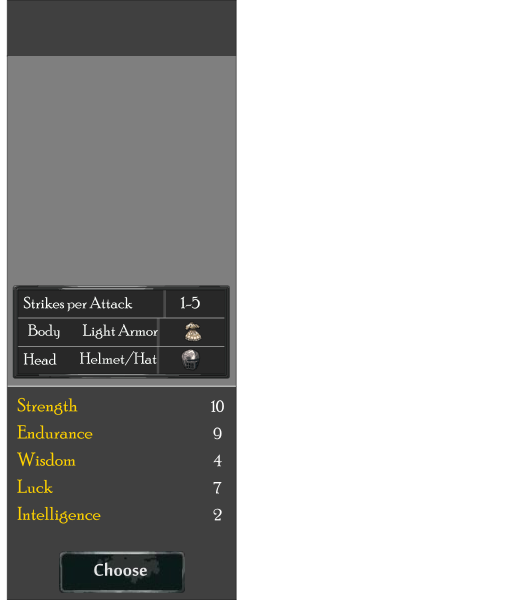 Strikes per Attack 1-5
Body Light Armor
Head Helmet/Hat
Strength 10
Endurance 9
Wisdom 4
Luck 7
Intelligence 2
Choose